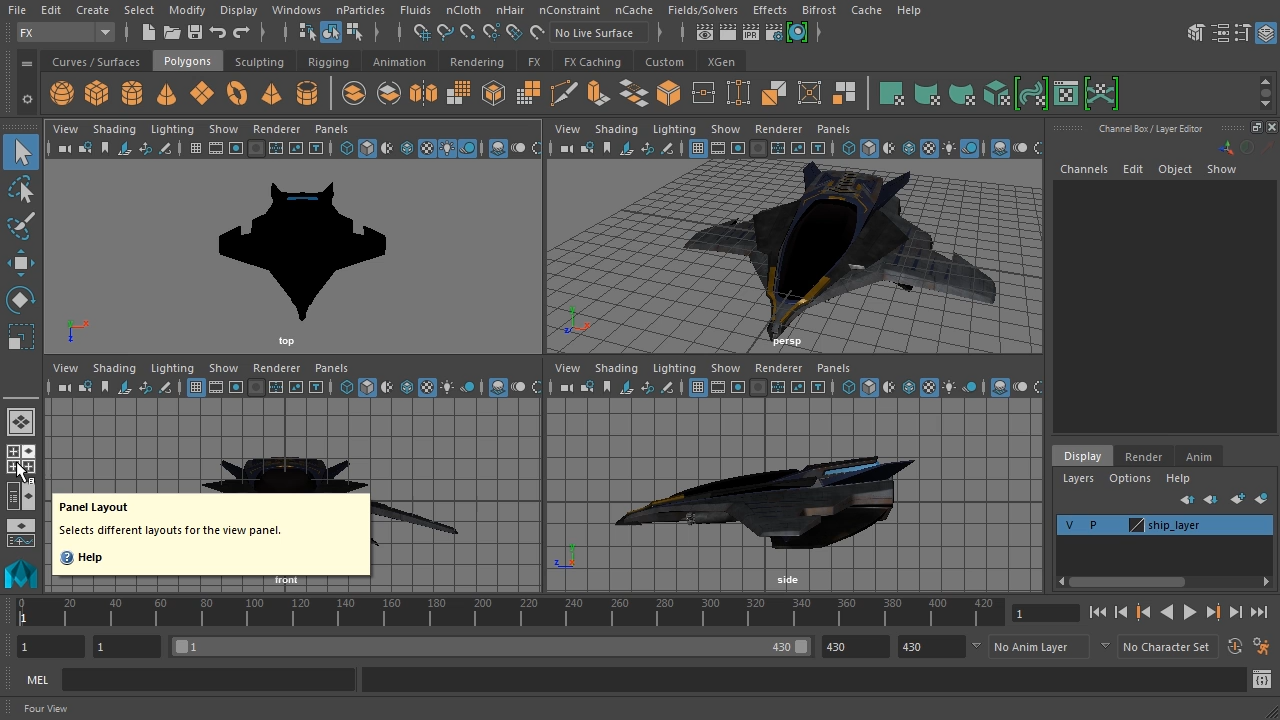 File Edit Create Select Modify Display Windows nParticles Fluids nCloth nHair nConstraint nCache Fields/Solvers Effects Bifrost Cache Help
FX No Live Surface
IPR
Curves / Surfaces Polygons Sculpting Rigging Animation Rendering FX FX Caching Custom XGen
Channel Box / Layer Editor
View Shading Lighting Show Renderer Panels
View Shading Lighting Show Renderer Panels
Channels Edit Object Show
top
persp
View Shading Lighting Show Renderer Panels
View Shading Lighting Show Renderer Panels
Display Render Anim
Layers Options Help
V P ship_layer
Panel Layout
Selects different layouts for the view panel.
Help
front
side
0 20 40 60 80 100 120 140 160 180 200 220 240 260 280 300 320 340 360 380 400 420
1
1
1 1 1 430 430 430 No Anim Layer No Character Set
MEL
Four View